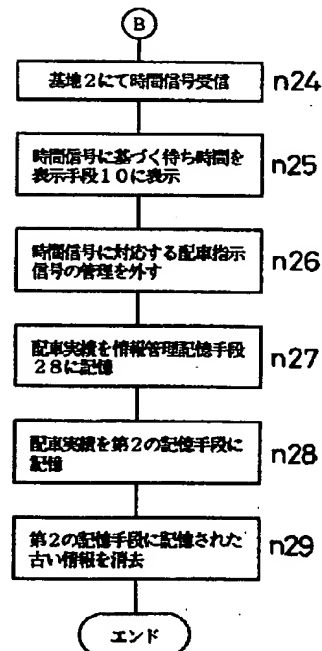 B
基地2にて時間信号受信
n24
時間信号に基づく待ち時間を
表示手段10に表示
n25
時間信号に対応する配車指示
信号の管理を外す
n26
配車実績を情報管理記憶手段
28に記憶
n27
配車実績を第2の記憶手段に
記憶
n28
第2の記憶手段に記憶された
古い情報を消去
n29
エンド